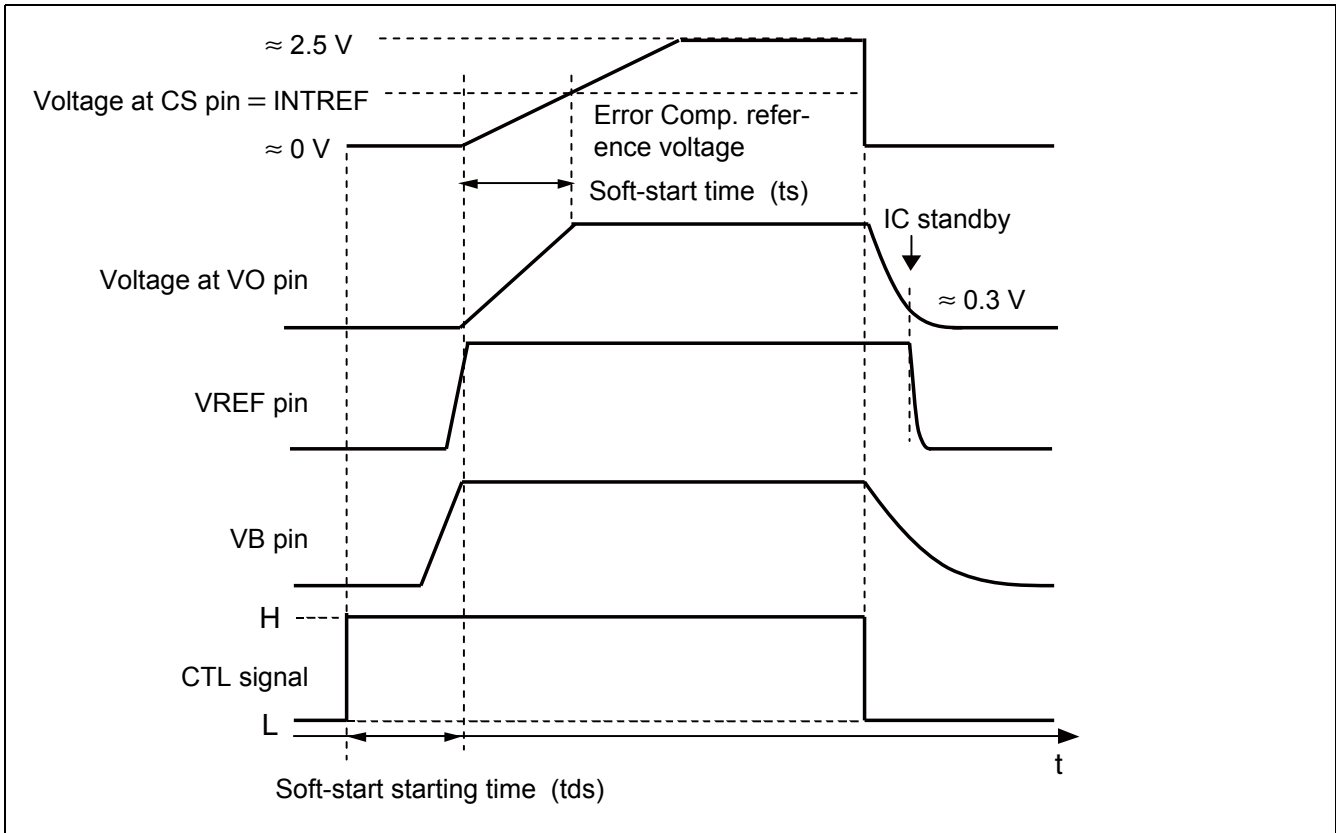 ≈ 2.5 V
Voltage at CS pin = INTREF
Error Comp. refer-
ence voltage
≈ 0 V
Soft-start time (ts)
IC standby
Voltage at VO pin
≈ 0.3 V
VREF pin
VB pin
H
CTL signal
L
t
Soft-start starting time (tds)